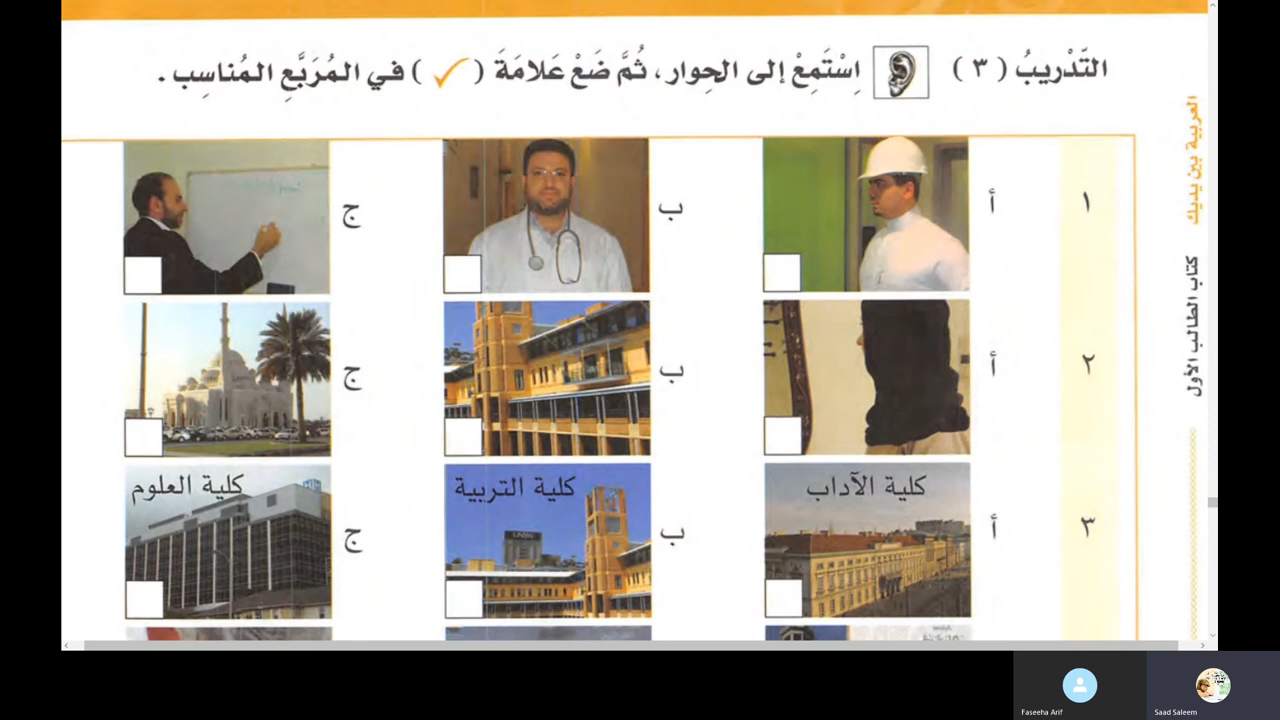 التَّدْرِيبُ ( ٣ ) اِسْتَمِعْ إلى الحِوار ، ثُمَّ ضَعْ عَلامَةَ ( ✓ ) في المُرَبَّعِ المُناسِب .
العربية بين يديك
كتاب الطالب الأول
١ أ ب ج
٢ أ ب ج
٣ أ ب ج
كلية الآداب
كلية التربية
كلية العلوم
Faseeha Arif
Saad Saleem